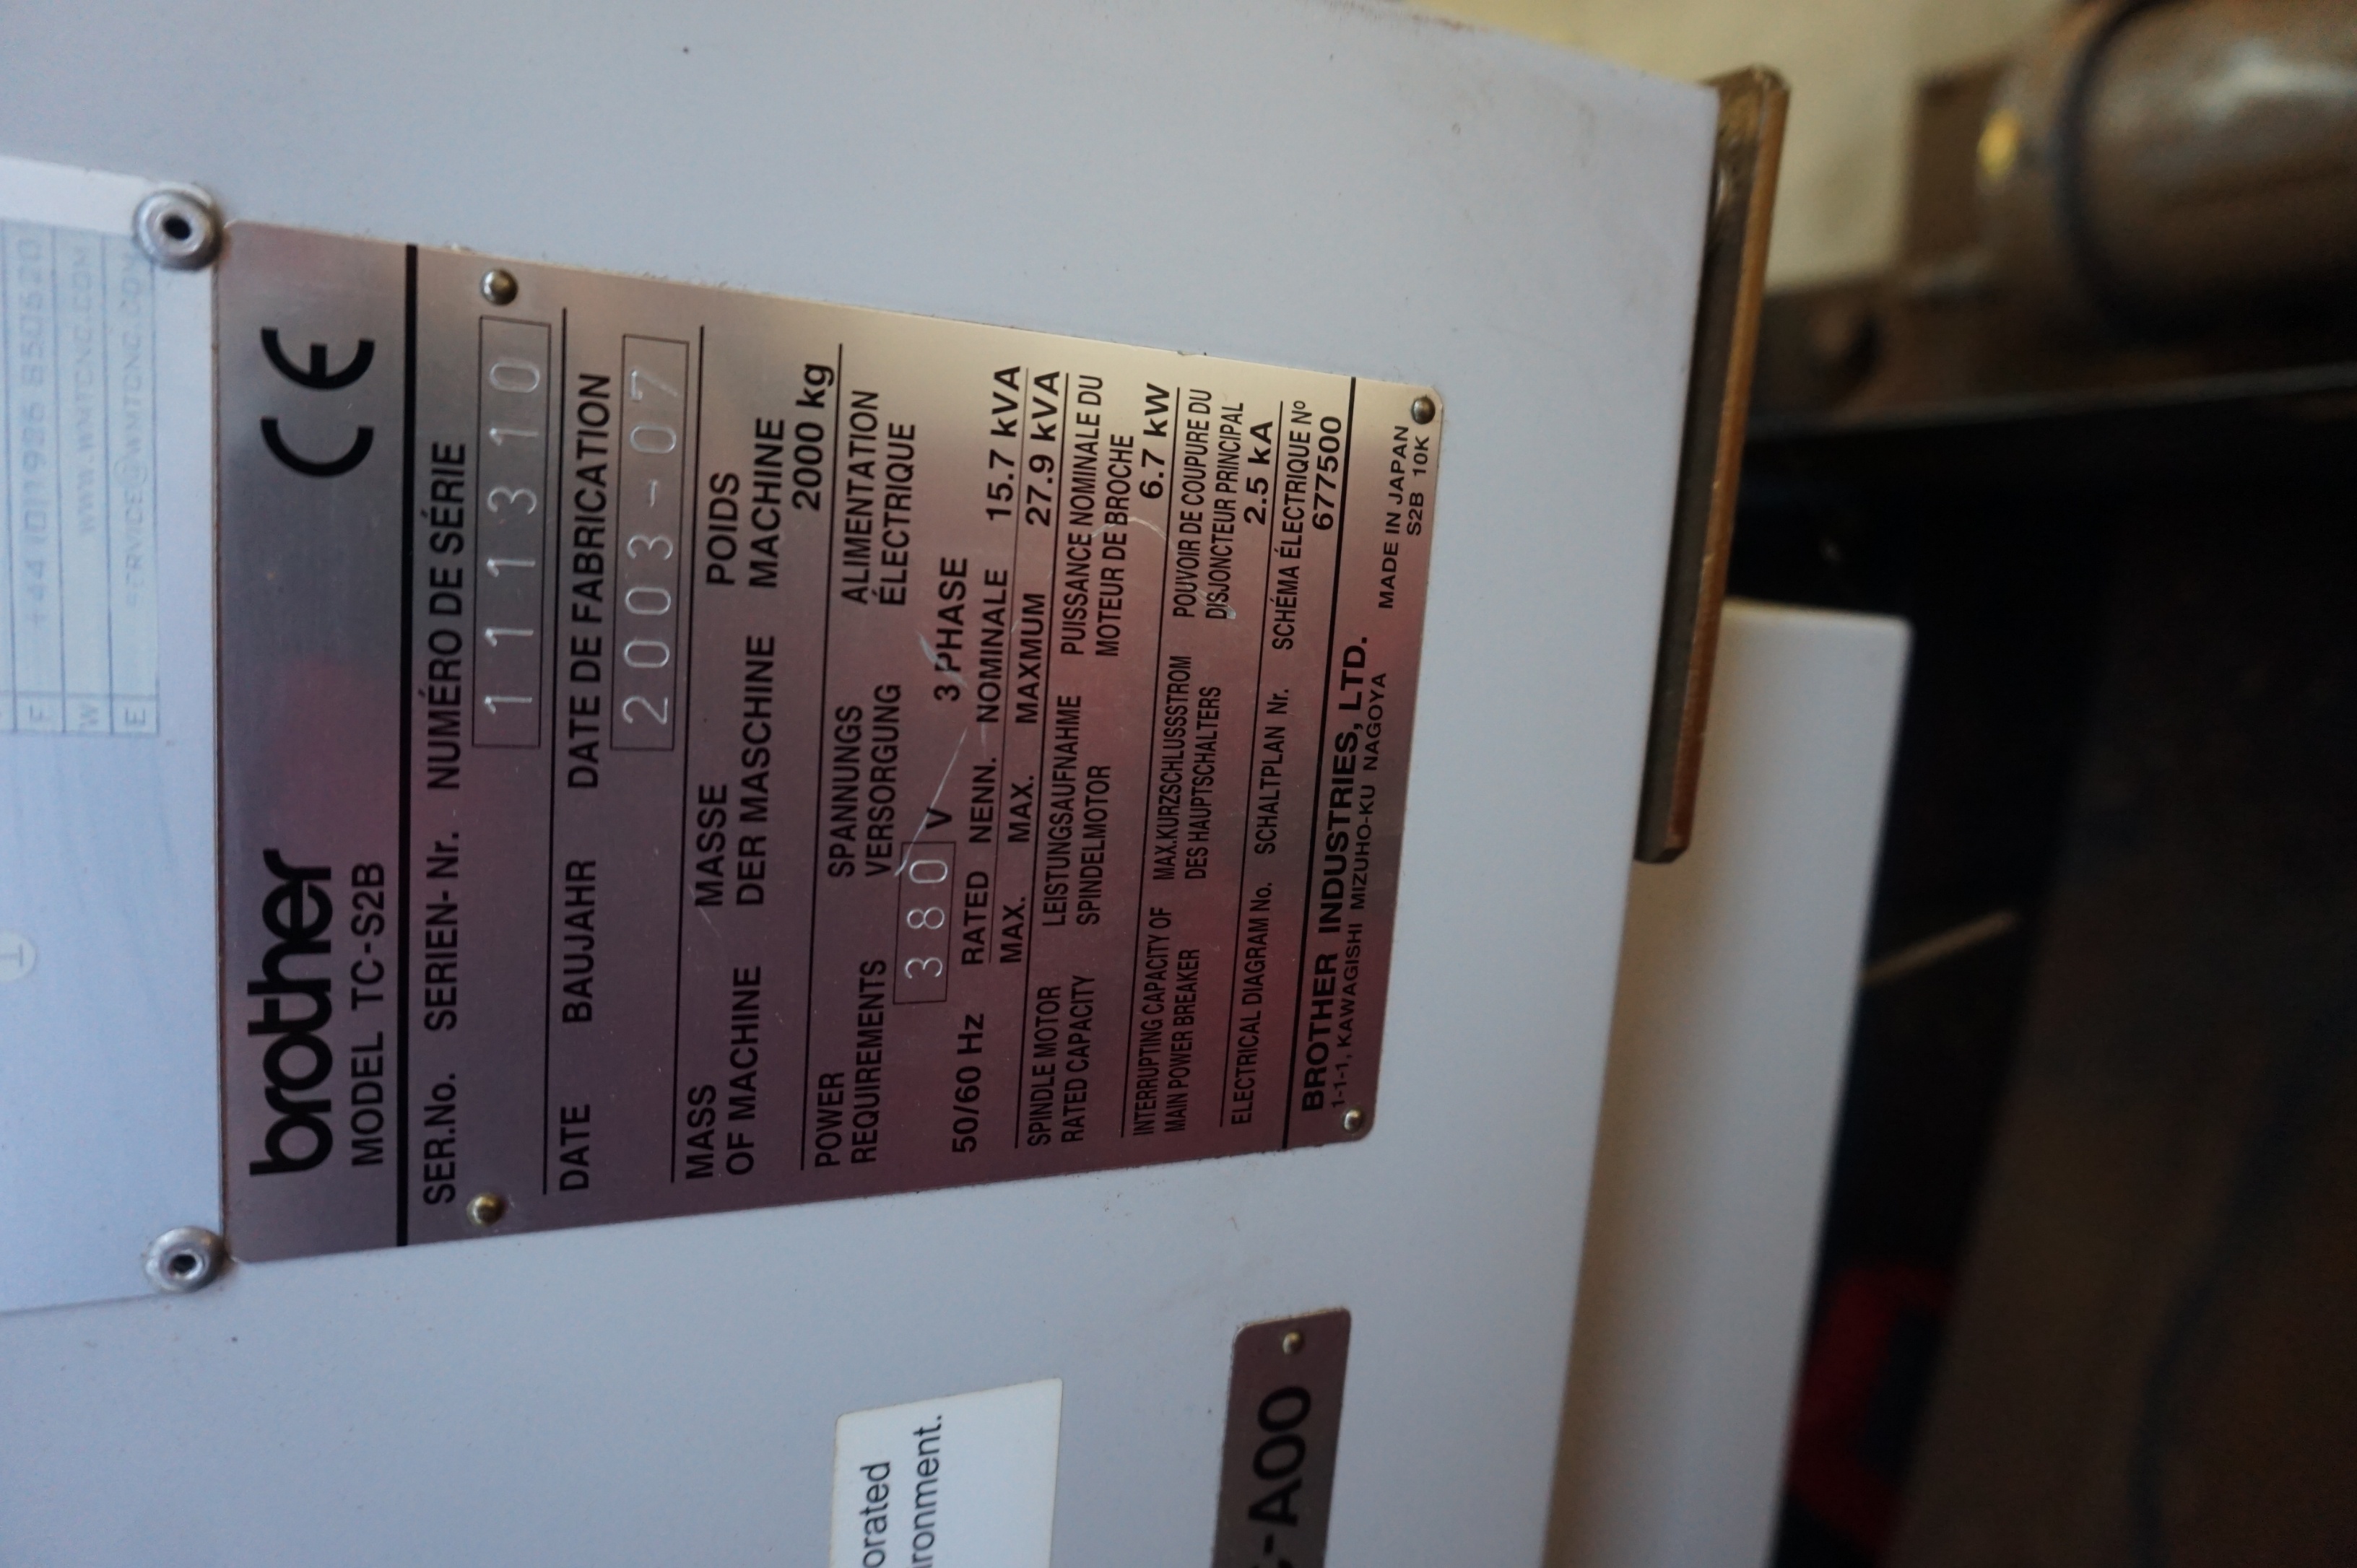 WWW.WMTCNC.COM
brother
CE
MODEL TC-S2B
SER.No. SERIEN-Nr. NUMÉRO DE SÉRIE
111310
DATE BAUJAHR DATE DE FABRICATION
2003-07
MASS MASSE POIDS
OF MACHINE DER MASCHINE MACHINE
2000 kg
POWER SPANNUNGS ALIMENTATION
REQUIREMENTS VERSORGUNG ÉLECTRIQUE
380 V 3 PHASE
50/60 Hz RATED NENN. NOMINALE 15.7 kVA
MAX. MAX. MAXMUM 27.9 kVA
SPINDLE MOTOR LEISTUNGSAUFNAHME PUISSANCE NOMINALE DU
RATED CAPACITY SPINDELMOTOR MOTEUR DE BROCHE
6.7 kW
INTERRUPTING CAPACITY OF MAX.KURZSCHLUSSSTROM POUVOIR DE COUPURE DU
MAIN POWER BREAKER DES HAUPTSCHALTERS DISJONCTEUR PRINCIPAL
2.5 kA
ELECTRICAL DIAGRAM No. SCHALTPLAN Nr. SCHÉMA ÉLECTRIQUE Nº
677500
BROTHER INDUSTRIES, LTD.
1-1-1, KAWAGISHI MIZUHO-KU NAGOYA MADE IN JAPAN
S2B 10K
orated
ironment.
-A00